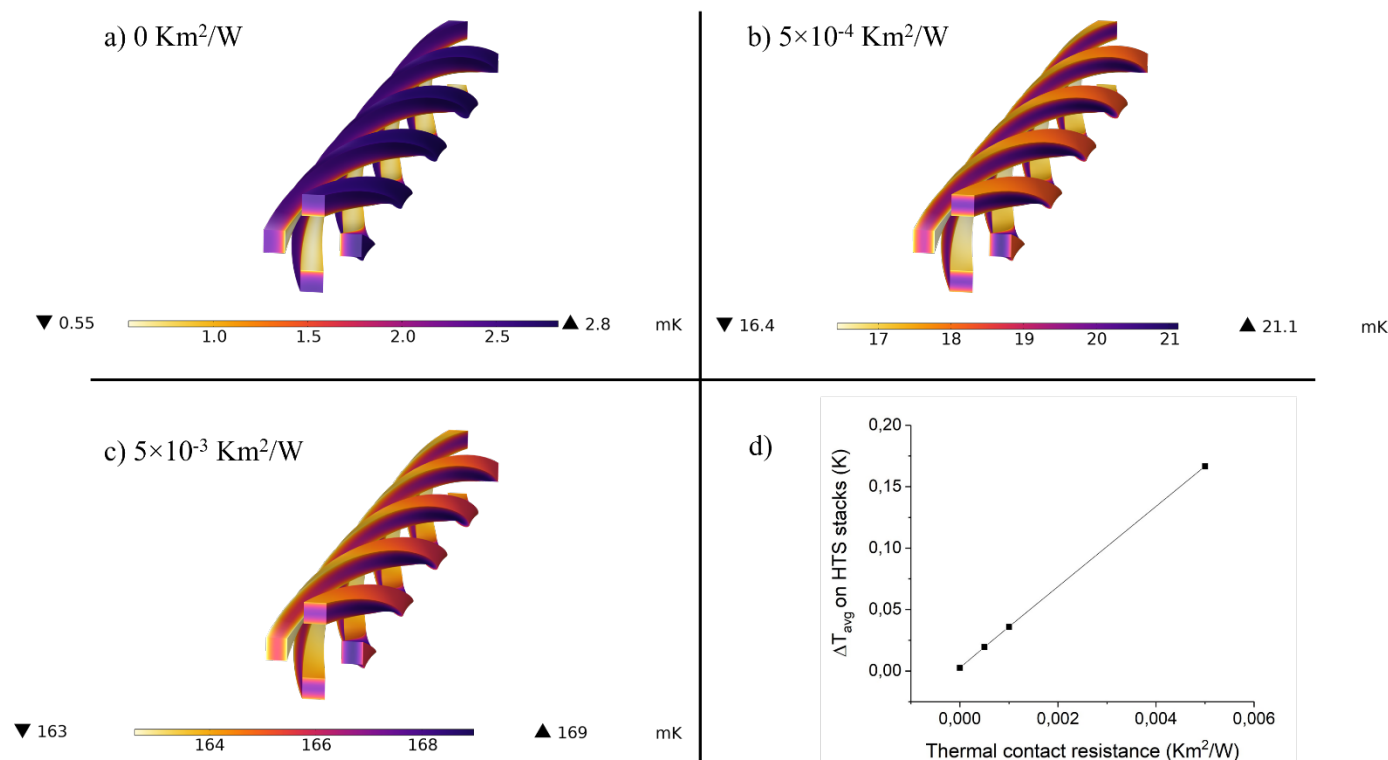 a) 0 Km²/W
▼ 0.55
1.0 1.5 2.0 2.5
▲ 2.8 mK
b) 5×10⁻⁴ Km²/W
▼ 16.4
17 18 19 20 21
▲ 21.1 mK
c) 5×10⁻³ Km²/W
▼ 163
164 166 168
▲ 169 mK
d)
ΔT_avg on HTS stacks (K)
0,20
0,15
0,10
0,05
0,00
0,000 0,002 0,004 0,006
Thermal contact resistance (Km²/W)